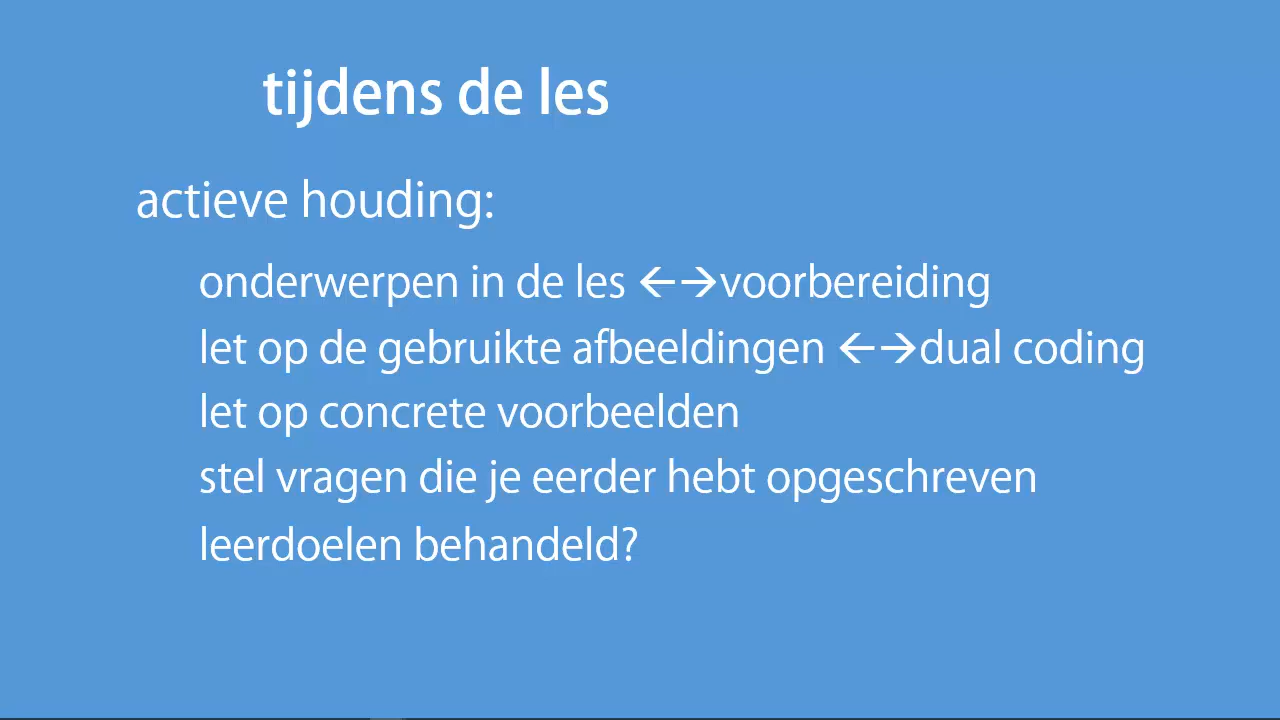 tijdens de les
actieve houding:
onderwerpen in de les ←→voorbereiding
let op de gebruikte afbeeldingen ←→dual coding
let op concrete voorbeelden
stel vragen die je eerder hebt opgeschreven
leerdoelen behandeld?